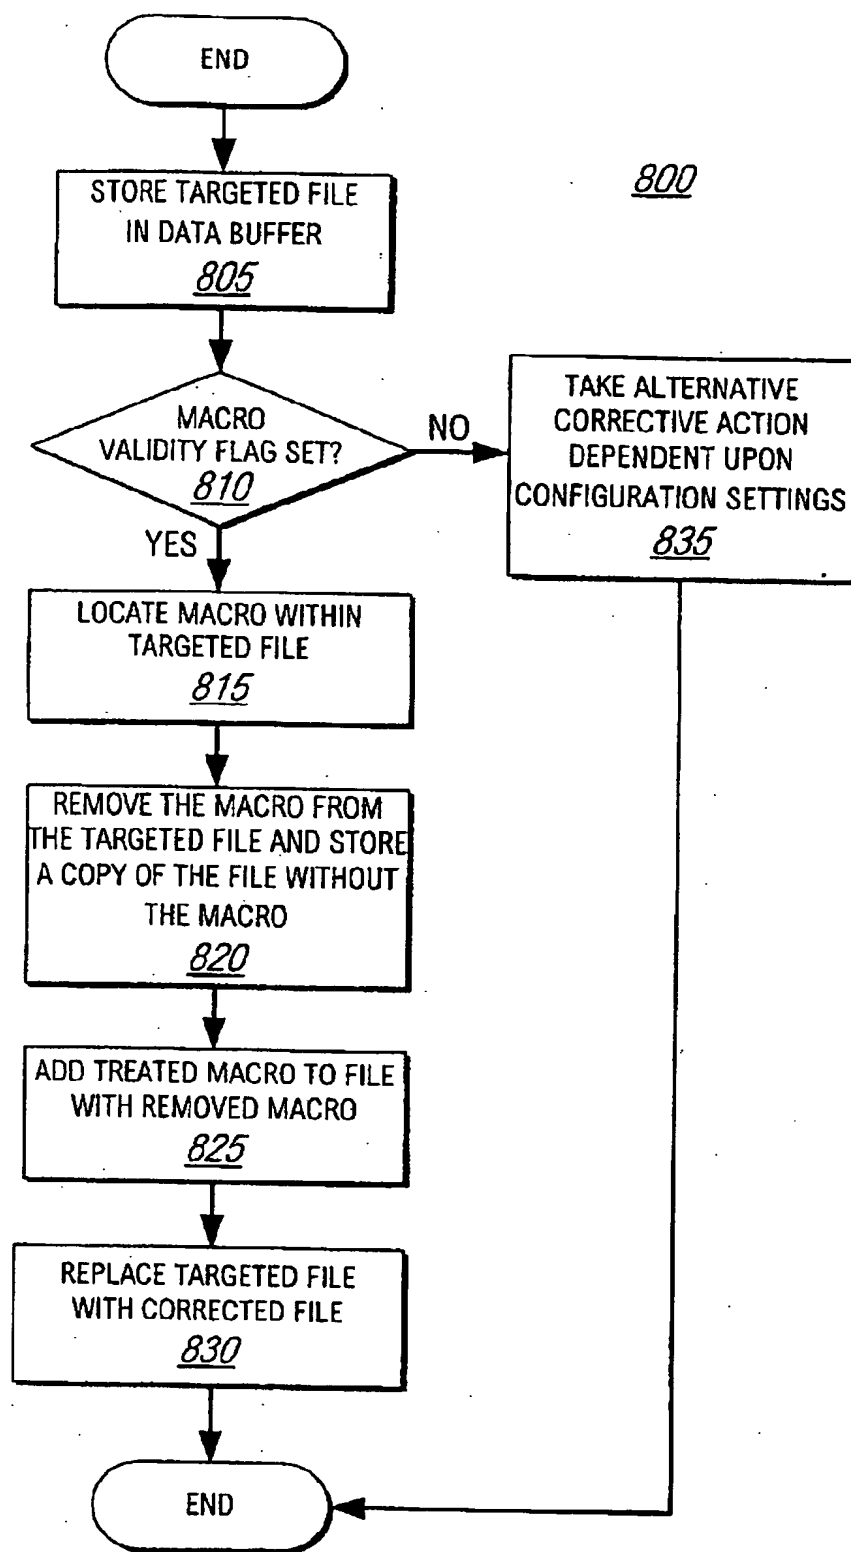 END
800
STORE TARGETED FILE
IN DATA BUFFER
805
MACRO
VALIDITY FLAG SET?
810
NO
YES
TAKE ALTERNATIVE
CORRECTIVE ACTION
DEPENDENT UPON
CONFIGURATION SETTINGS
835
LOCATE MACRO WITHIN
TARGETED FILE
815
REMOVE THE MACRO FROM
THE TARGETED FILE AND STORE
A COPY OF THE FILE WITHOUT
THE MACRO
820
ADD TREATED MACRO TO FILE
WITH REMOVED MACRO
825
REPLACE TARGETED FILE
WITH CORRECTED FILE
830
END